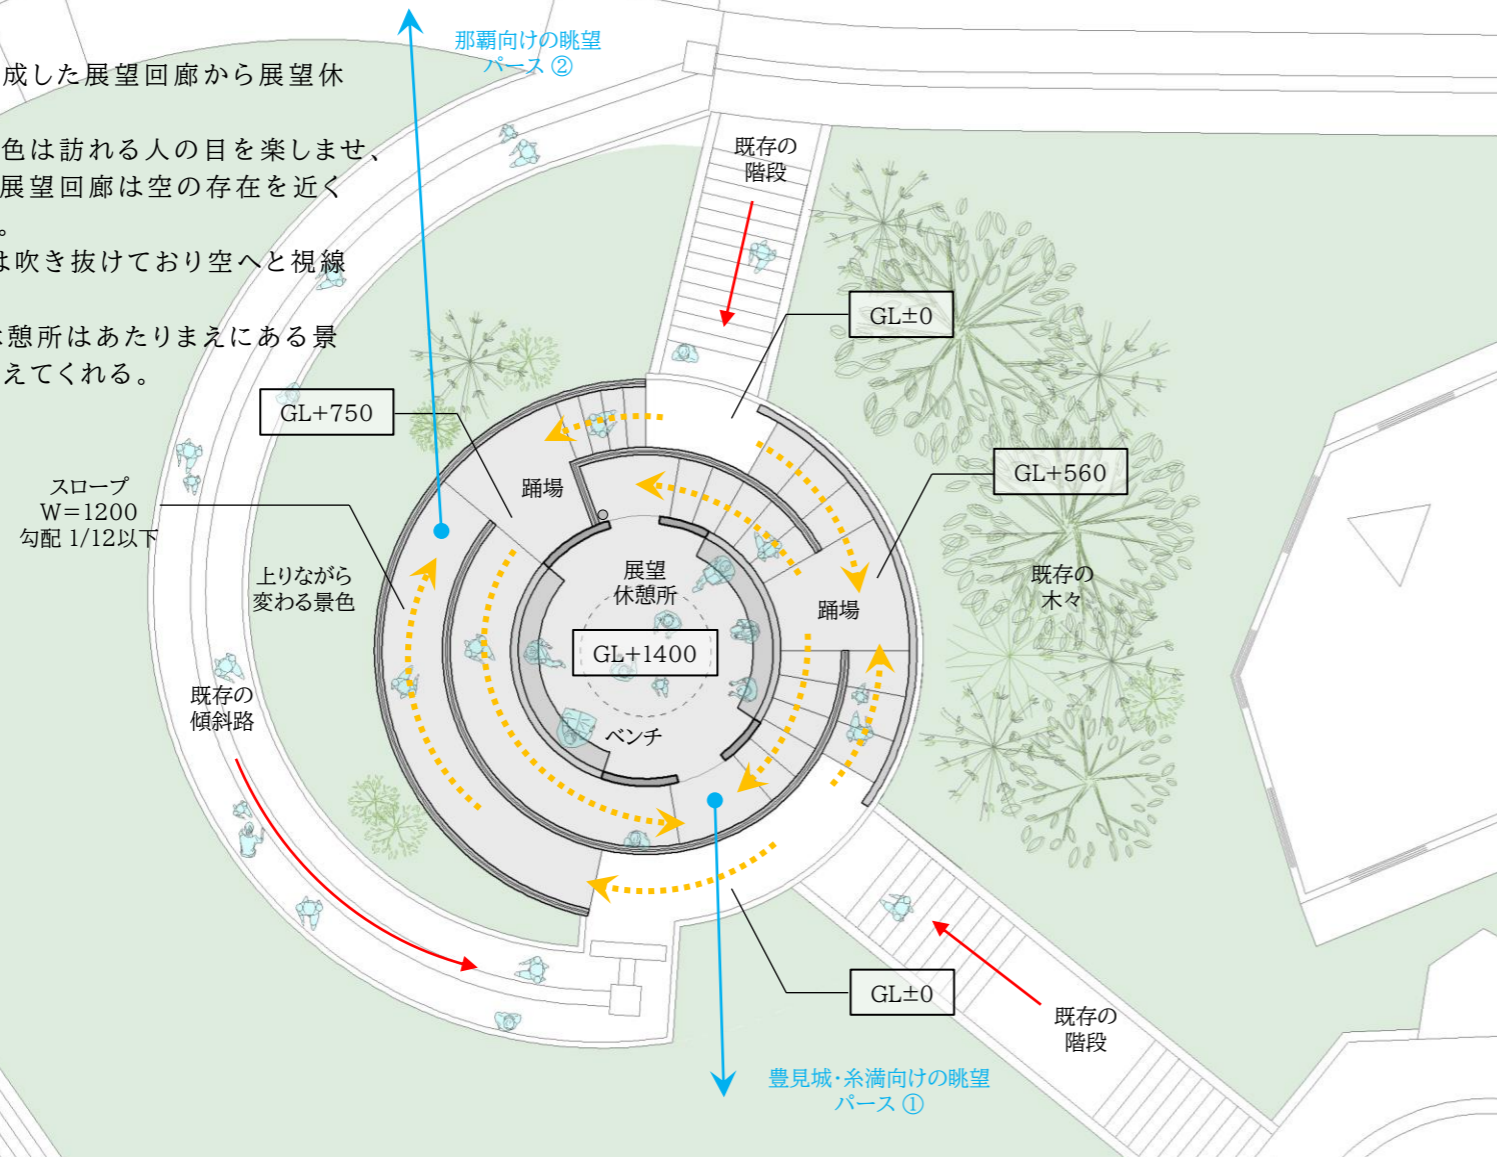 成した展望回廊から展望休
色は訪れる人の目を楽しませ、
展望回廊は空の存在を近く
。
は吹き抜けており空へと視線
休憩所はあたりまえにある景
えてくれる。
那覇向けの眺望
パース ②
既存の
階段
GL±0
GL+750
GL+560
踊場
スロープ
W=1200
勾配 1/12以下
上りながら
変わる景色
展望
休憩所
既存の
木々
踊場
GL+1400
既存の
傾斜路
ベンチ
GL±0
既存の
階段
豊見城・糸満向けの眺望
パース ①